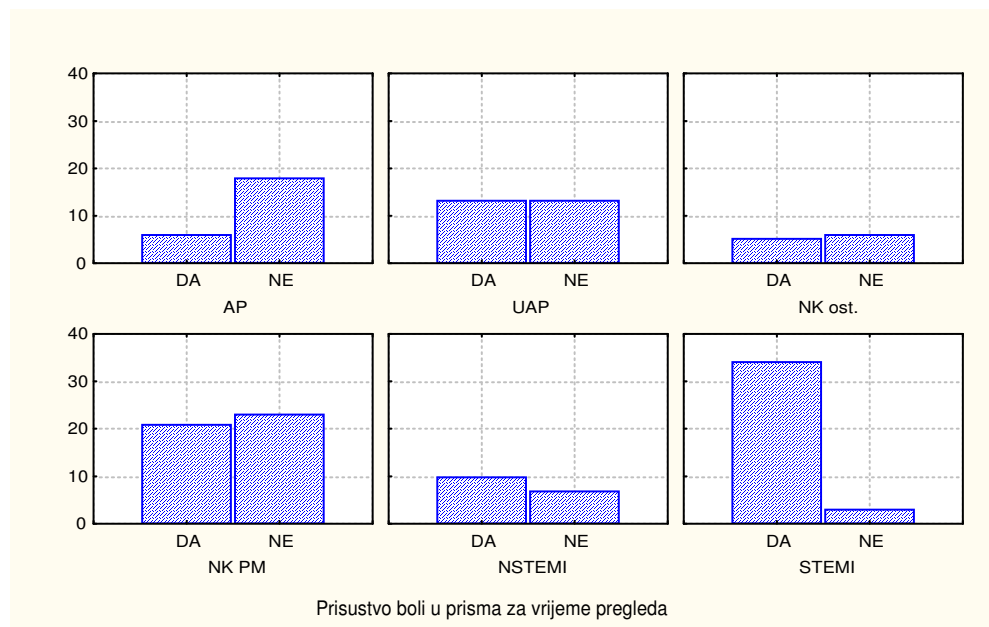 40
30
20
10
0
DA NE DA NE DA NE
AP UAP NK ost.
40
30
20
10
0
DA NE DA NE DA NE
NK PM NSTEMI STEMI
Prisustvo boli u prisma za vrijeme pregleda